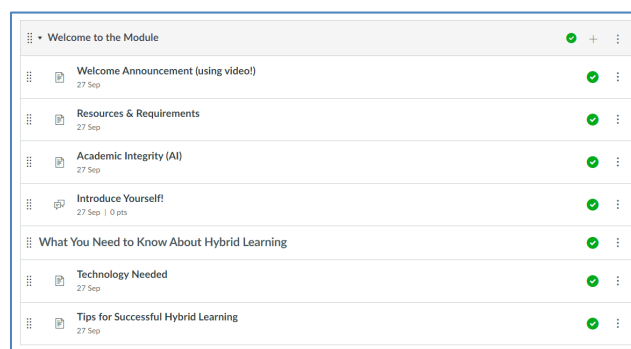 Welcome to the Module
Welcome Announcement (using video!)
27 Sep
Resources & Requirements
27 Sep
Academic Integrity (AI)
27 Sep
Introduce Yourself!
27 Sep | 0 pts
What You Need to Know About Hybrid Learning
Technology Needed
27 Sep
Tips for Successful Hybrid Learning
27 Sep